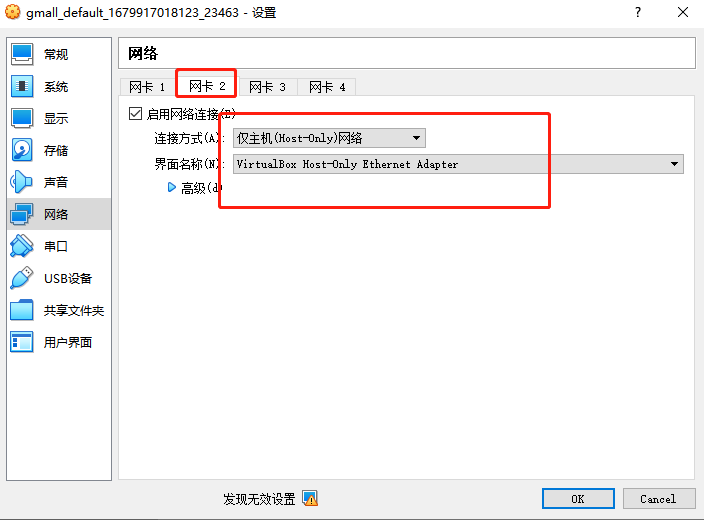 gmall_default_1679917018123_23463 - 设置
常规
系统
显示
存储
声音
网络
串口
USB设备
共享文件夹
用户界面
网络
网卡 1 网卡 2 网卡 3 网卡 4
启用网络连接(E)
连接方式(A): 仅主机(Host-Only)网络
界面名称(N): VirtualBox Host-Only Ethernet Adapter
高级(d)
发现无效设置
OK Cancel